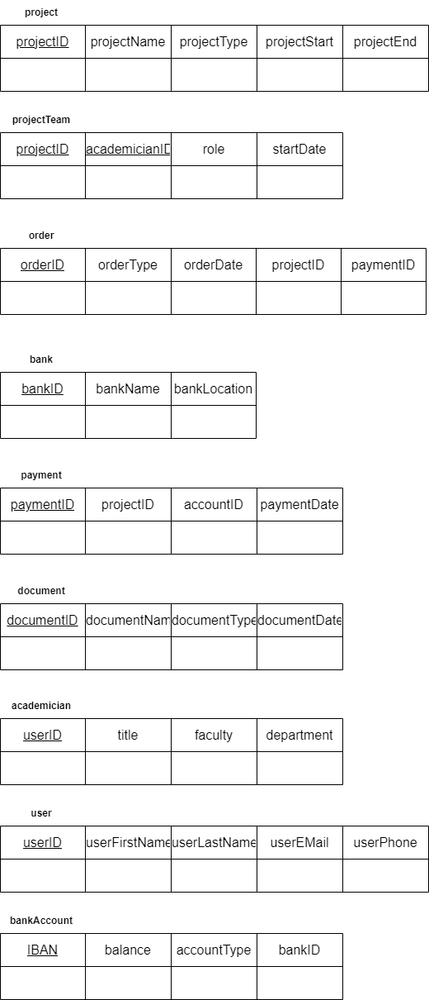 project
projectID projectName projectType projectStart projectEnd
projectTeam
projectID academicianID role startDate
order
orderID orderType orderDate projectID paymentID
bank
bankID bankName bankLocation
payment
paymentID projectID accountID paymentDate
document
documentID documentNam documentType documentDate
academician
userID title faculty department
user
userID userFirstName userLastName userEMail userPhone
bankAccount
IBAN balance accountType bankID